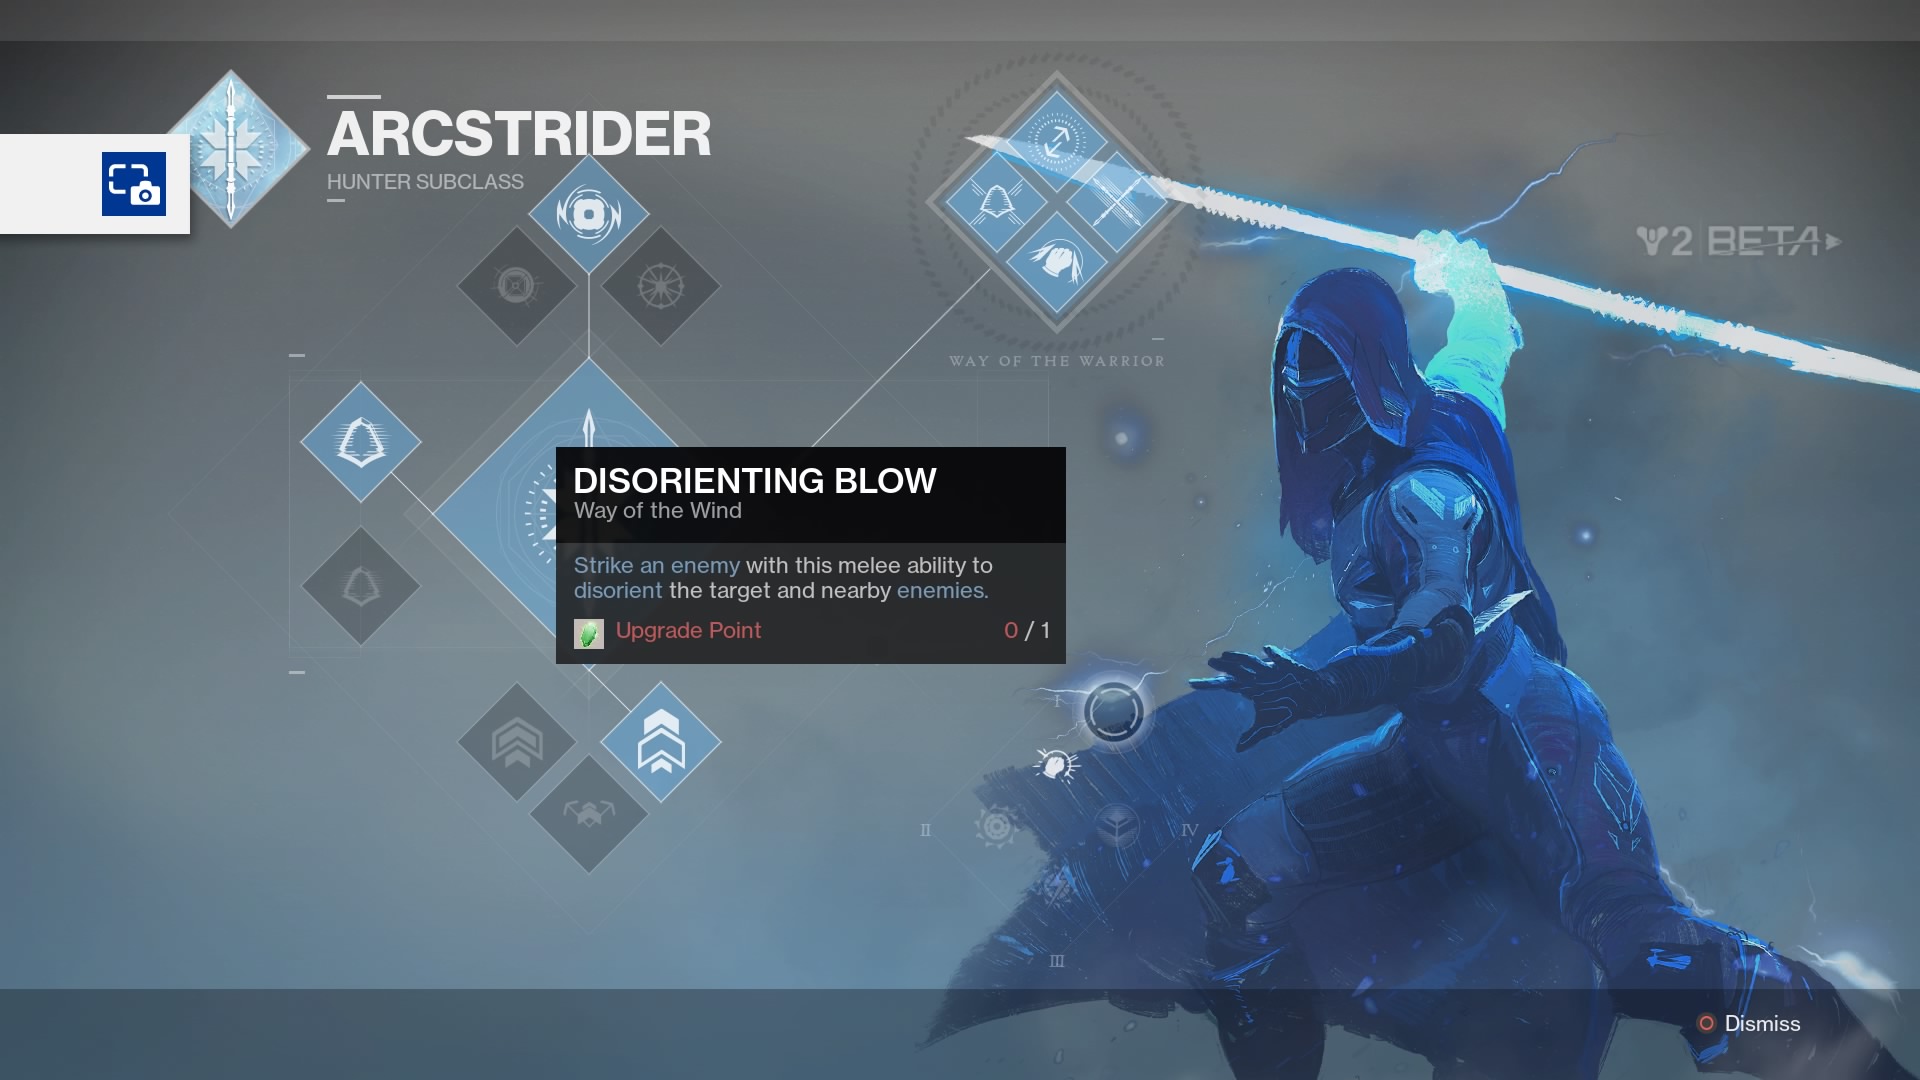 ARCSTRIDER
HUNTER SUBCLASS
WAY OF THE WARRIOR
2 BETA
DISORIENTING BLOW
Way of the Wind
Strike an enemy with this melee ability to
disorient the target and nearby enemies.
Upgrade Point 0 / 1
I
II
IV
III
Dismiss